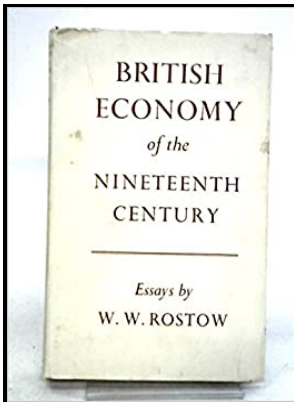 BRITISH
ECONOMY
of the
NINETEENTH
CENTURY
Essays by
W. W. ROSTOW